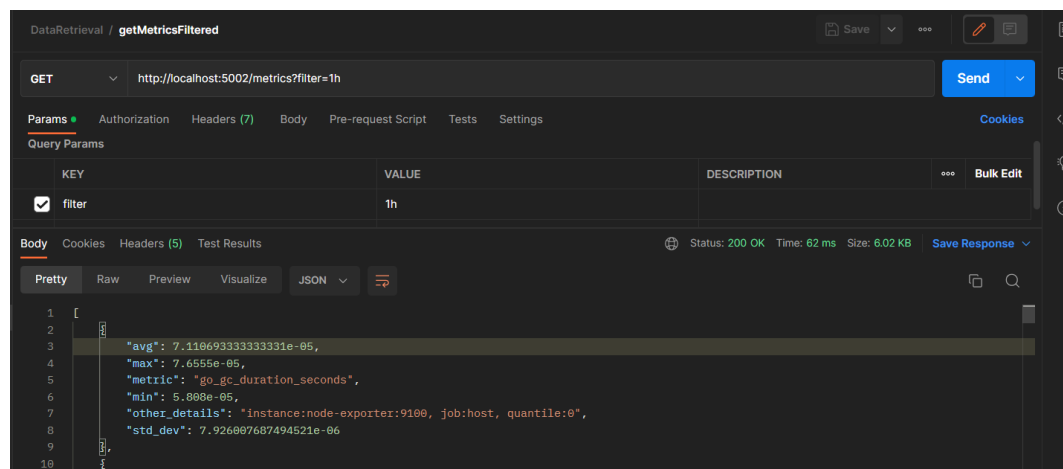 DataRetrieval / getMetricsFiltered
Save
GET
http://localhost:5002/metrics?filter=1h
Send
Params Authorization Headers (7) Body Pre-request Script Tests Settings Cookies
Query Params
KEY VALUE DESCRIPTION Bulk Edit
filter 1h
Body Cookies Headers (5) Test Results Status: 200 OK Time: 62 ms Size: 6.02 KB Save Response
Pretty Raw Preview Visualize JSON
1 [
2 {
3 "avg": 7.110693333333331e-05,
4 "max": 7.6555e-05,
5 "metric": "go_gc_duration_seconds",
6 "min": 5.808e-05,
7 "other_details": "instance:node-exporter:9100, job:host, quantile:0",
8 "std_dev": 7.926007687494521e-06
9 },
10 {